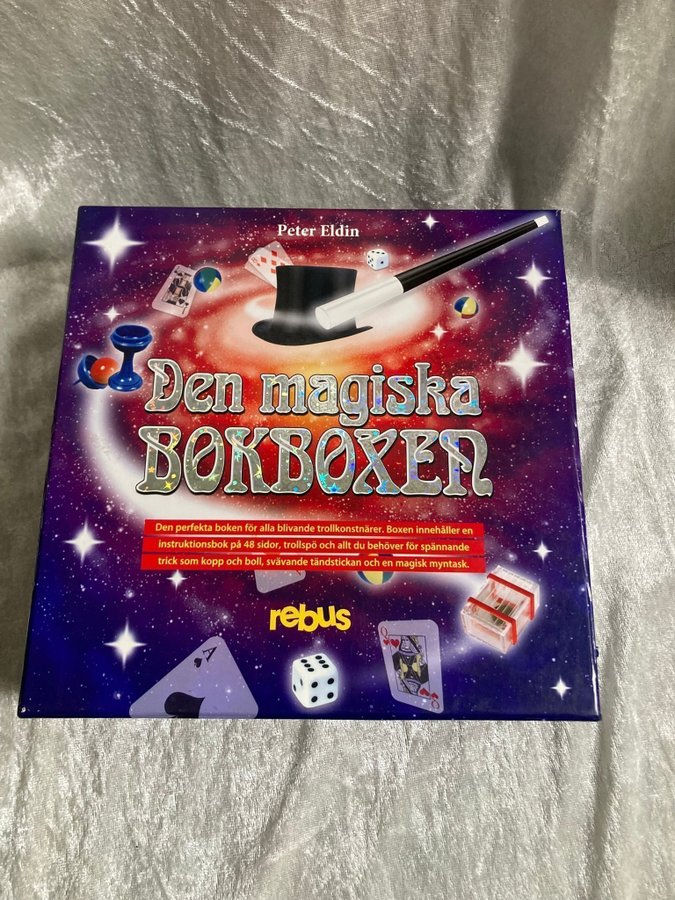 Peter Eldin
Den magiska
BOKBOXEN
Den perfekta boken för alla blivande trollkonstnärer. Boxen innehåller en
instruktionsbok på 48 sidor, trollspö och allt du behöver för spännande
trick som kopp och boll, svävande tändstickan och en magisk myntask.
rebus
A
Q
Q